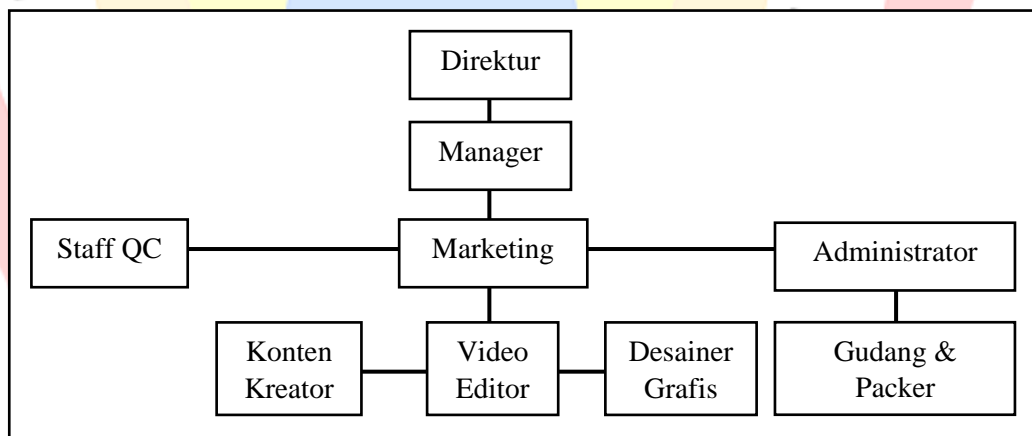 Direktur
Manager
Staff QC
Marketing
Administrator
Konten
Kreator
Video
Editor
Desainer
Grafis
Gudang &
Packer